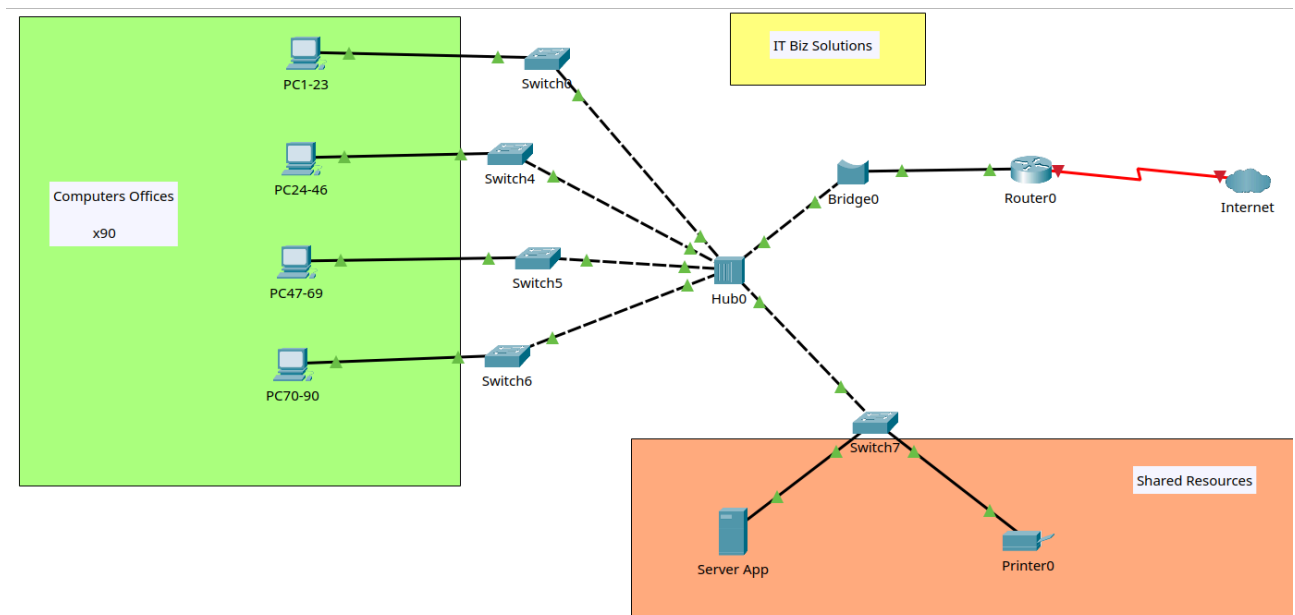 IT Biz Solutions
PC1-23
Switch0
PC24-46
Switch4
Computers Offices
x90
Bridge0
Router0
Internet
PC47-69
Switch5
Hub0
PC70-90
Switch6
Switch7
Shared Resources
Server App
Printer0